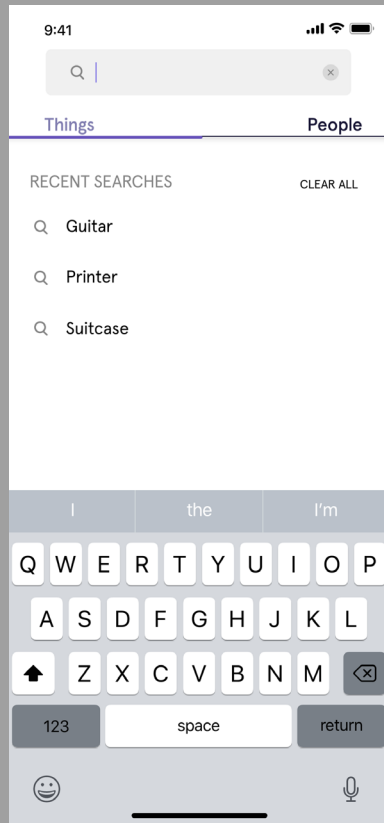 9:41
Things People
RECENT SEARCHES CLEAR ALL
Guitar
Printer
Suitcase
I the I'm
Q W E R T Y U I O P
A S D F G H J K L
Z X C V B N M
123 space return